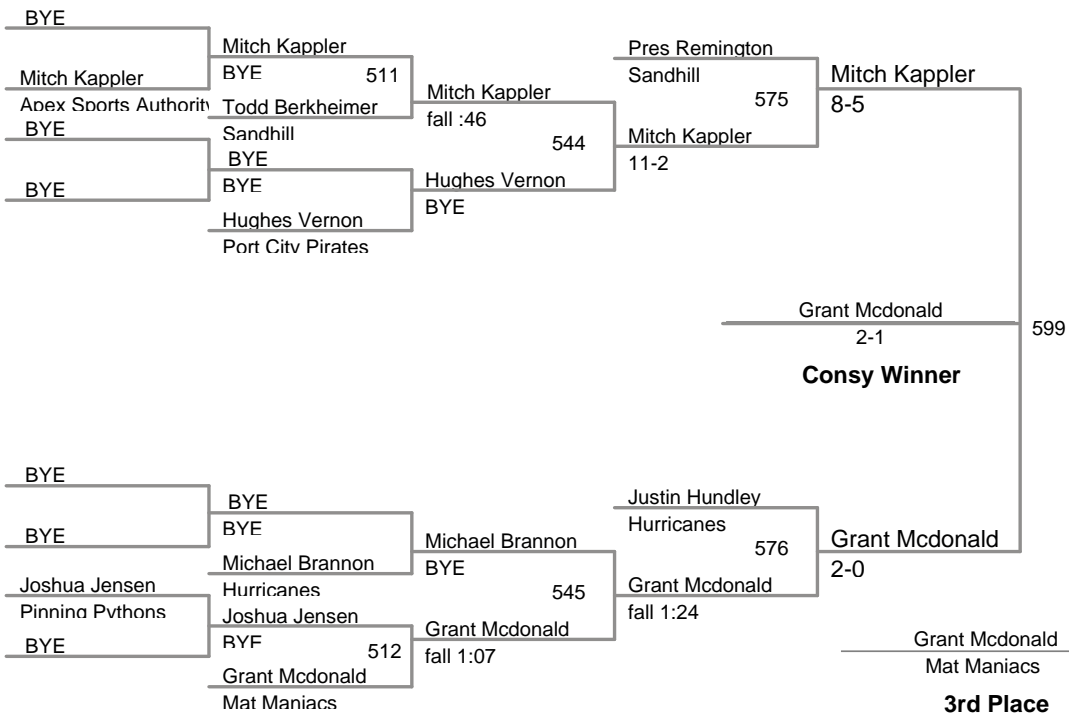 BYE
Mitch Kappler
Apex Sports Authority
BYE
BYE
Mitch Kappler
BYE
511
Todd Berkheimer
Sandhill
BYE
BYE
Hughes Vernon
Port City Pirates
Mitch Kappler
fall :46
544
Hughes Vernon
BYE
Pres Remington
Sandhill
575
Mitch Kappler
11-2
Mitch Kappler
8-5
Grant Mcdonald
2-1
Consy Winner
599
BYE
BYE
Joshua Jensen
Pinning Pythons
BYE
BYE
BYE
Michael Brannon
Hurricanes
Joshua Jensen
BYE
512
Grant Mcdonald
Mat Maniacs
Michael Brannon
BYE
545
Grant Mcdonald
fall 1:07
Justin Hundley
Hurricanes
576
Grant Mcdonald
fall 1:24
Grant Mcdonald
2-0
Grant Mcdonald
Mat Maniacs
3rd Place